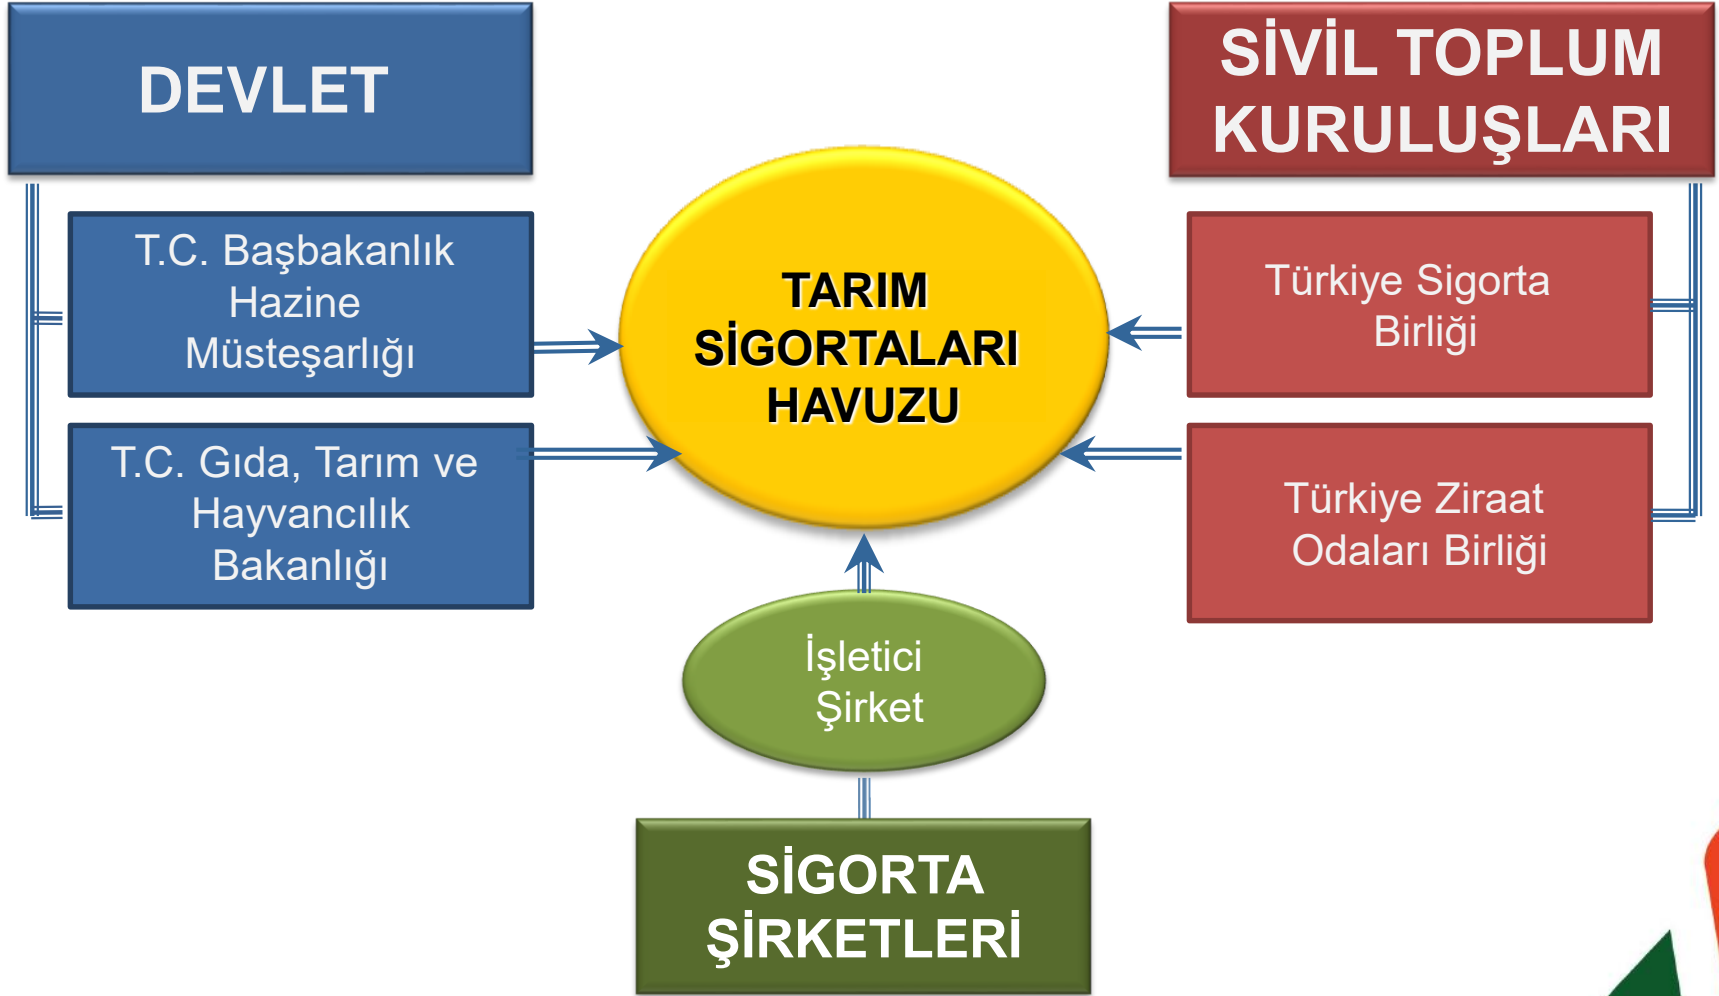 DEVLET
T.C. Başbakanlık
Hazine
Müsteşarlığı
T.C. Gıda, Tarım ve
Hayvancılık
Bakanlığı
TARIM
SİGORTALARI
HAVUZU
İşletici
Şirket
SİGORTA
ŞİRKETLERİ
SİVİL TOPLUM
KURULUŞLARI
Türkiye Sigorta
Birliği
Türkiye Ziraat
Odaları Birliği